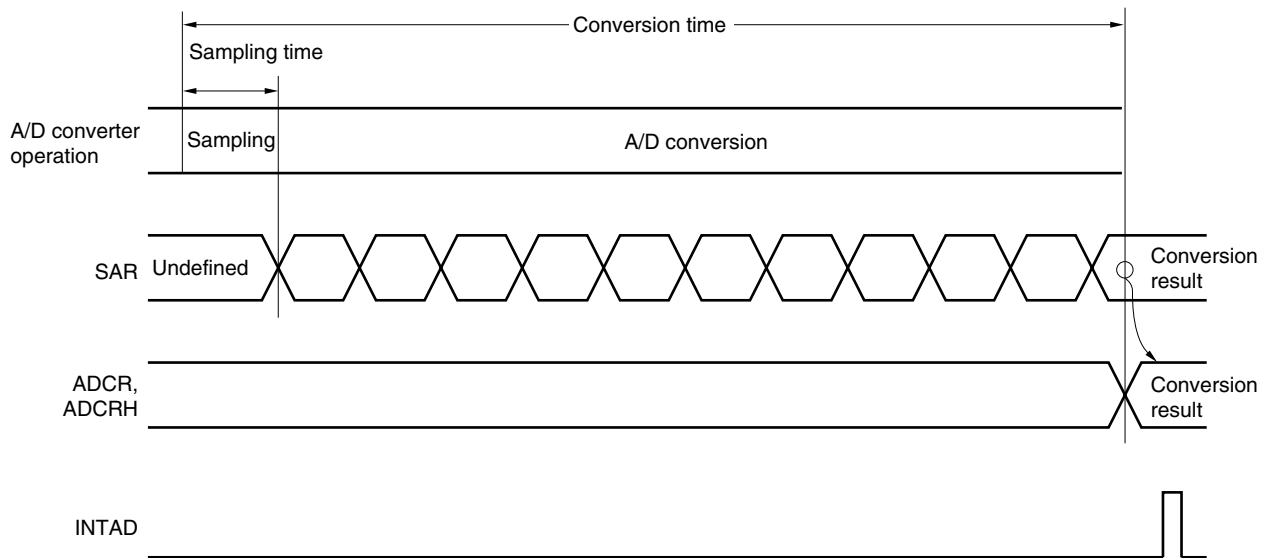 Conversion time
Sampling time
A/D converter
operation
Sampling
A/D conversion
SAR
Undefined
Conversion
result
ADCR,
ADCRH
Conversion
result
INTAD